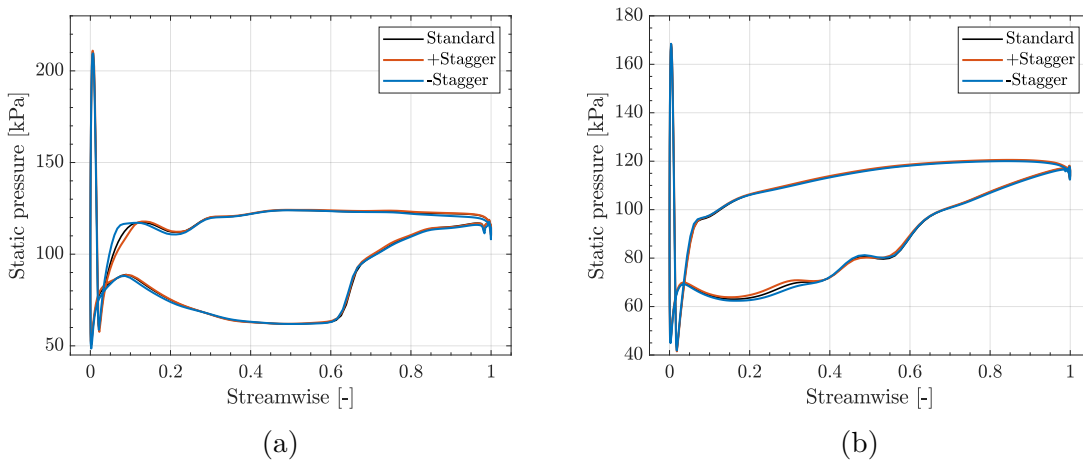 Static pressure [kPa]
200
150
100
50
0
0.2
0.4
0.6
0.8
1
Streamwise [-]
Standard
+Stagger
-Stagger
(a)
Static pressure [kPa]
180
160
140
120
100
80
60
40
0
0.2
0.4
0.6
0.8
1
Streamwise [-]
Standard
+Stagger
-Stagger
(b)